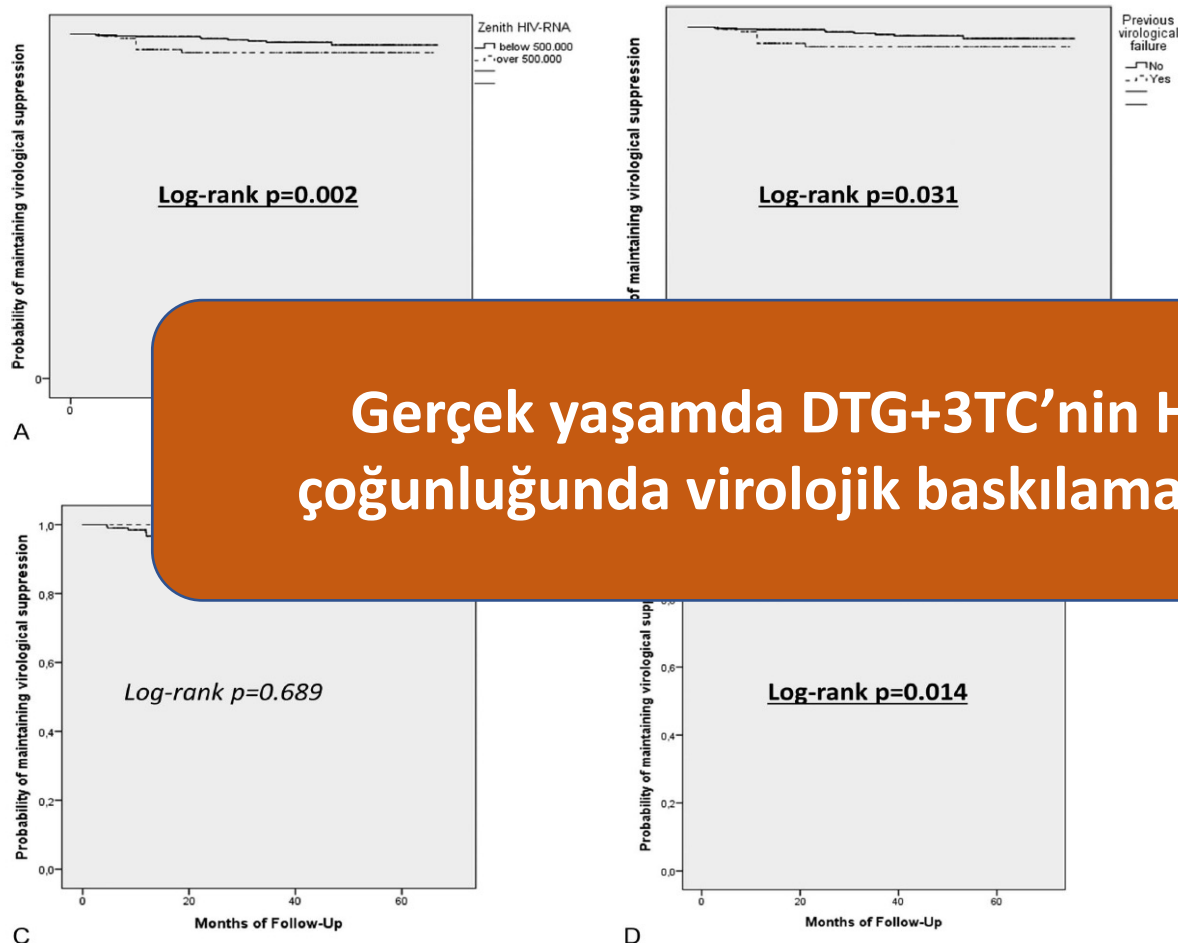 Probability of maintaining virological suppression
Zenith HIV-RNA
below 500.000
over 500.000
Log-rank p=0.002
0
0
A
of maintaining virological suppression
Previous
virological
failure
No
Yes
Log-rank p=0.031
Gerçek yaşamda DTG+3TC’nin H
çoğunluğunda virolojik baskılama
Probability of maintaining virological suppression
1,0
0,8
0,6
0,4
0,2
0,0
Log-rank p=0.689
0
20
40
60
Months of Follow-Up
C
Probability of maintaining virological supp
0,6
0,4
0,2
0,0
Log-rank p=0.014
0
20
40
60
Months of Follow-Up
D